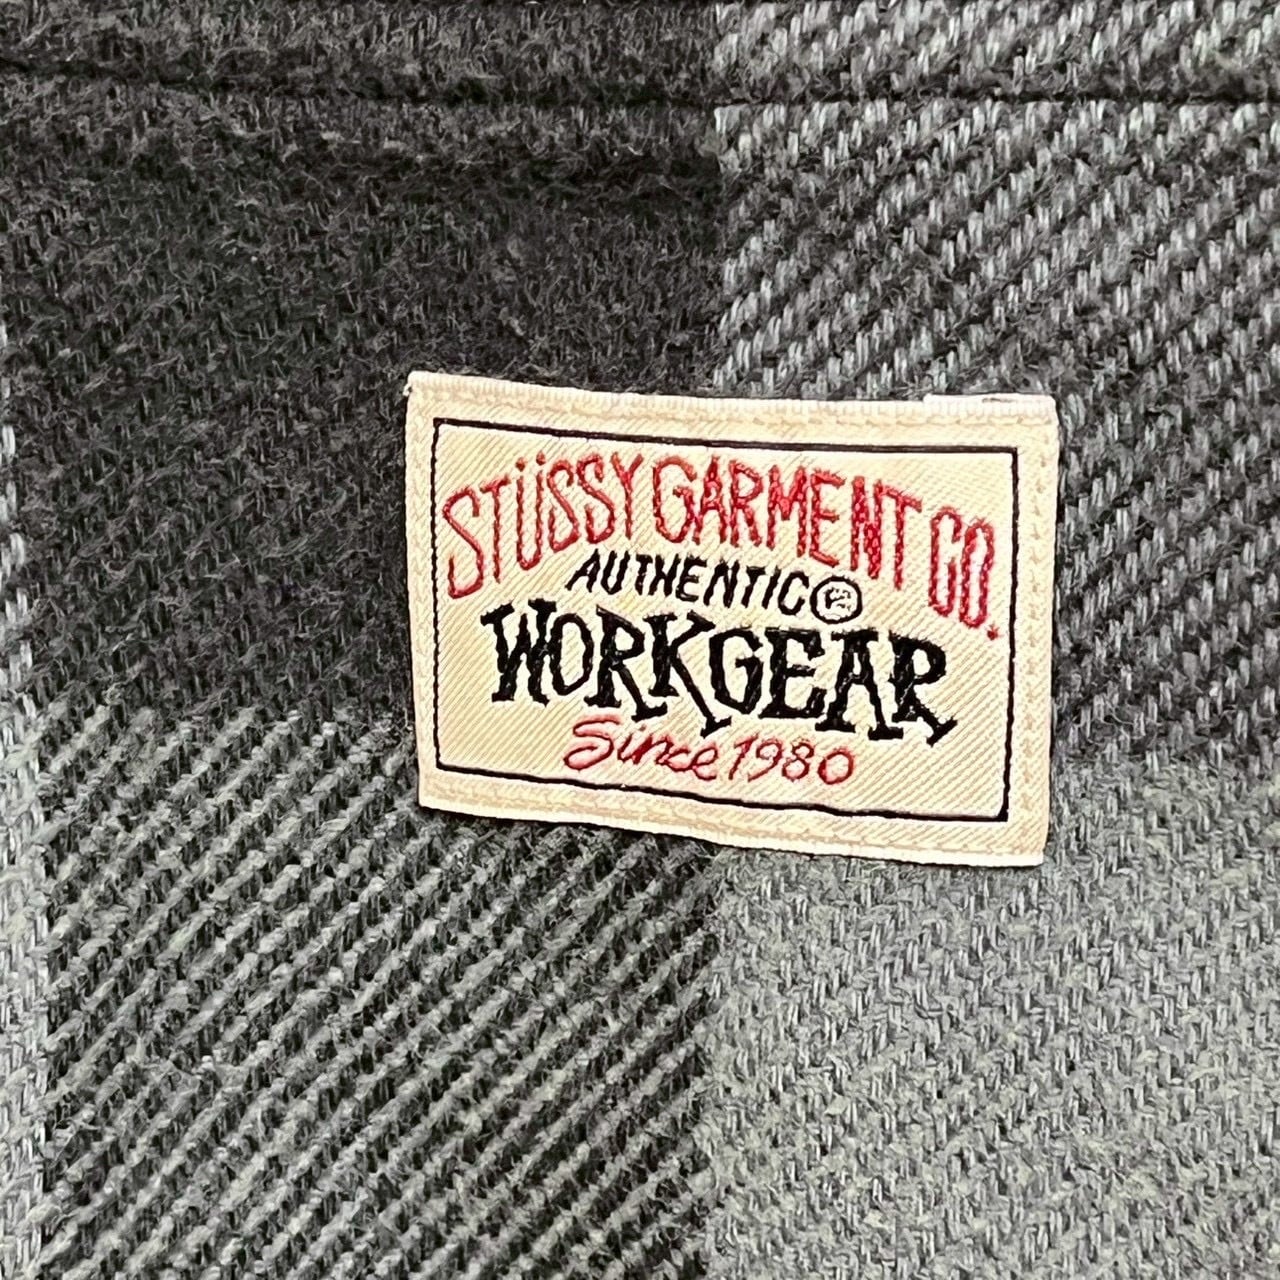 STÜSSY GARMENT CO.
AUTHENTIC®
WORKGEAR
Since 1980